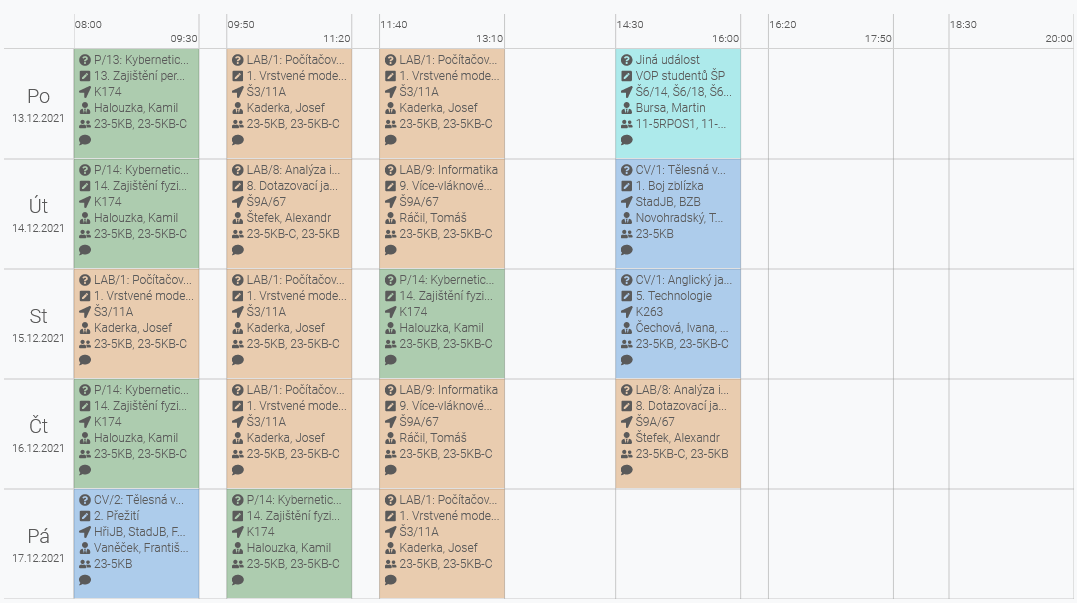 08:00 09:50 11:40 14:30 16:20 18:30
09:30 11:20 13:10 16:00 17:50 20:00
Po
13.12.2021
P/13: Kybernetic...
13. Zajištění per...
K174
Halouzka, Kamil
23-5KB, 23-5KB-C
LAB/1: Počítačov...
1. Vrstvené mode...
Š3/11A
Kaderka, Josef
23-5KB, 23-5KB-C
LAB/1: Počítačov...
1. Vrstvené mode...
Š3/11A
Kaderka, Josef
23-5KB, 23-5KB-C
Jiná událost
VOP studentů ŠP
Š6/14, Š6/18, Š6...
Bursa, Martin
11-5RPOS1, 11-...
Út
14.12.2021
P/14: Kybernetic...
14. Zajištění fyzi...
K174
Halouzka, Kamil
23-5KB, 23-5KB-C
LAB/8: Analýza i...
8. Dotazovací ja...
Š9A/67
Štefek, Alexandr
23-5KB-C, 23-5KB
LAB/9: Informatika
9. Více-vláknové...
Š9A/67
Ráčil, Tomáš
23-5KB, 23-5KB-C
CV/1: Tělesná v...
1. Boj zblízka
StadJB, BZB
Novohradský, T...
23-5KB
St
15.12.2021
LAB/1: Počítačov...
1. Vrstvené mode...
Š3/11A
Kaderka, Josef
23-5KB, 23-5KB-C
LAB/1: Počítačov...
1. Vrstvené mode...
Š3/11A
Kaderka, Josef
23-5KB, 23-5KB-C
P/14: Kybernetic...
14. Zajištění fyzi...
K174
Halouzka, Kamil
23-5KB, 23-5KB-C
CV/1: Anglický ja...
5. Technologie
K263
Čechová, Ivana, ...
23-5KB, 23-5KB-C
Čt
16.12.2021
P/14: Kybernetic...
14. Zajištění fyzi...
K174
Halouzka, Kamil
23-5KB, 23-5KB-C
LAB/1: Počítačov...
1. Vrstvené mode...
Š3/11A
Kaderka, Josef
23-5KB, 23-5KB-C
LAB/9: Informatika
9. Více-vláknové...
Š9A/67
Ráčil, Tomáš
23-5KB, 23-5KB-C
LAB/8: Analýza i...
8. Dotazovací ja...
Š9A/67
Štefek, Alexandr
23-5KB-C, 23-5KB
Pá
17.12.2021
CV/2: Tělesná v...
2. Přežití
HřiJB, StadJB, F...
Vaněček, Františ...
23-5KB
P/14: Kybernetic...
14. Zajištění fyzi...
K174
Halouzka, Kamil
23-5KB, 23-5KB-C
LAB/1: Počítačov...
1. Vrstvené mode...
Š3/11A
Kaderka, Josef
23-5KB, 23-5KB-C